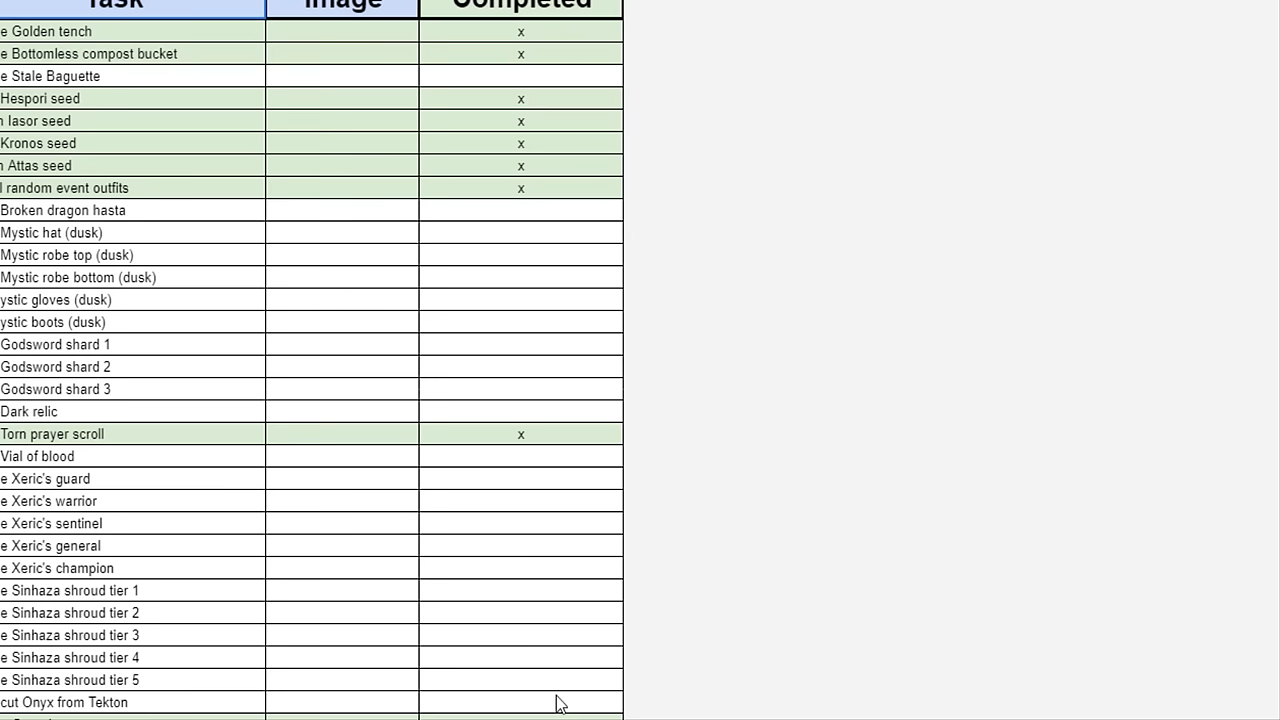 Task Image Completed
e Golden tench x
e Bottomless compost bucket x
e Stale Baguette
Hespori seed x
n Iasor seed x
Kronos seed x
n Attas seed x
l random event outfits x
Broken dragon hasta
Mystic hat (dusk)
Mystic robe top (dusk)
Mystic robe bottom (dusk)
ystic gloves (dusk)
ystic boots (dusk)
Godsword shard 1
Godsword shard 2
Godsword shard 3
Dark relic
Torn prayer scroll x
Vial of blood
e Xeric's guard
e Xeric's warrior
e Xeric's sentinel
e Xeric's general
e Xeric's champion
e Sinhaza shroud tier 1
e Sinhaza shroud tier 2
e Sinhaza shroud tier 3
e Sinhaza shroud tier 4
e Sinhaza shroud tier 5
cut Onyx from Tekton